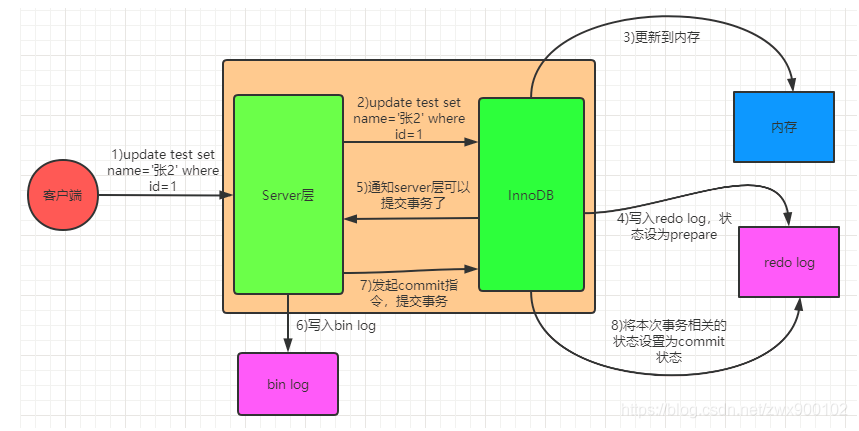 3)更新到内存
内存
2)update test set
name='张2' where
id=1
1)update test set
name='张2' where
id=1
客户端
Server层
InnoDB
5)通知server层可以
提交事务了
4)写入redo log，状
态设为prepare
redo log
7)发起commit指
令，提交事务
6)写入bin log
bin log
8)将本次事务相关的
状态设置为commit
状态
https://blog.csdn.net/zwx900102